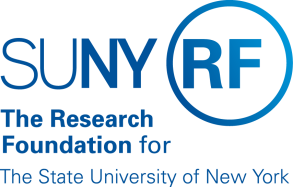 SUNY RF
The Research
Foundation for
The State University of New York